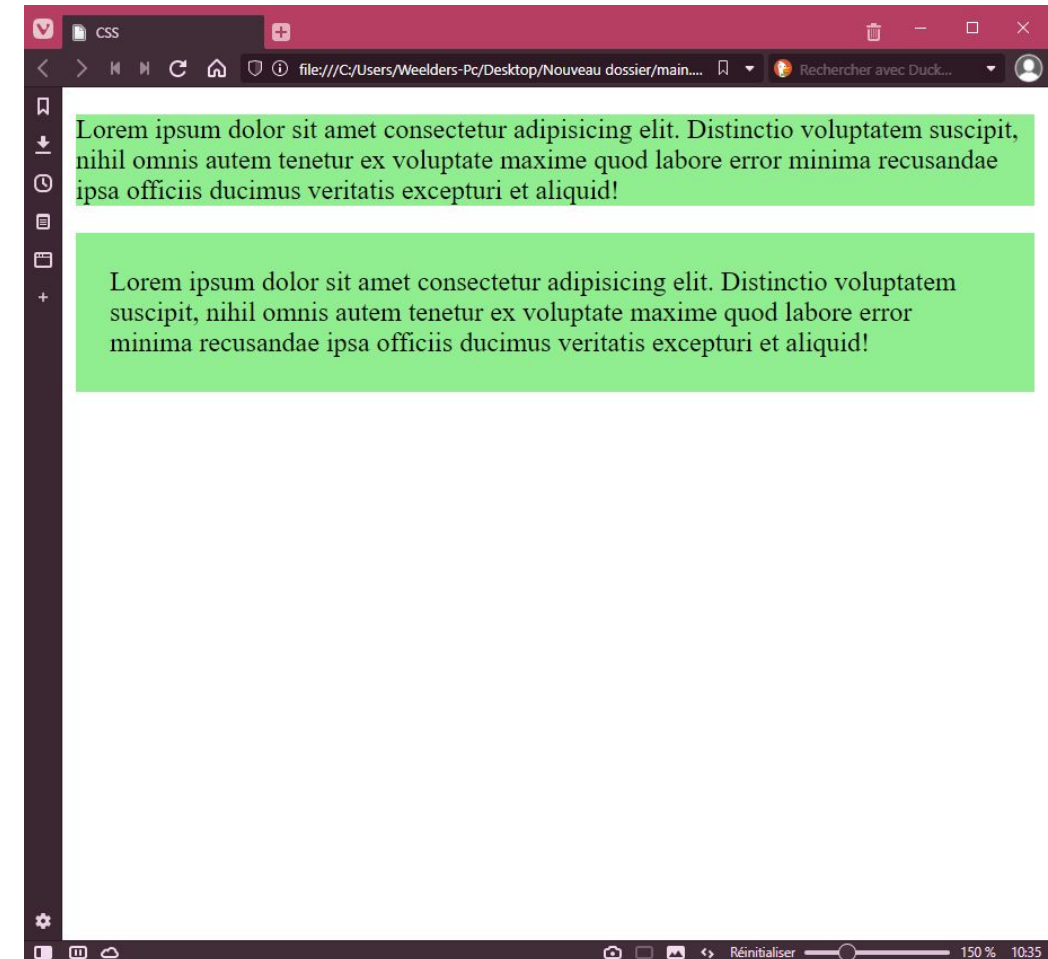 CSS
file:///C:/Users/Weelders-Pc/Desktop/Nouveau dossier/main.... Rechercher avec Duck...
Lorem ipsum dolor sit amet consectetur adipisicing elit. Distinctio voluptatem suscipit,
nihil omnis autem tenetur ex voluptate maxime quod labore error minima recusandae
ipsa officiis ducimus veritatis excepturi et aliquid!
Lorem ipsum dolor sit amet consectetur adipisicing elit. Distinctio voluptatem
suscipit, nihil omnis autem tenetur ex voluptate maxime quod labore error
minima recusandae ipsa officiis ducimus veritatis excepturi et aliquid!
Réinitialiser 150 % 10:35